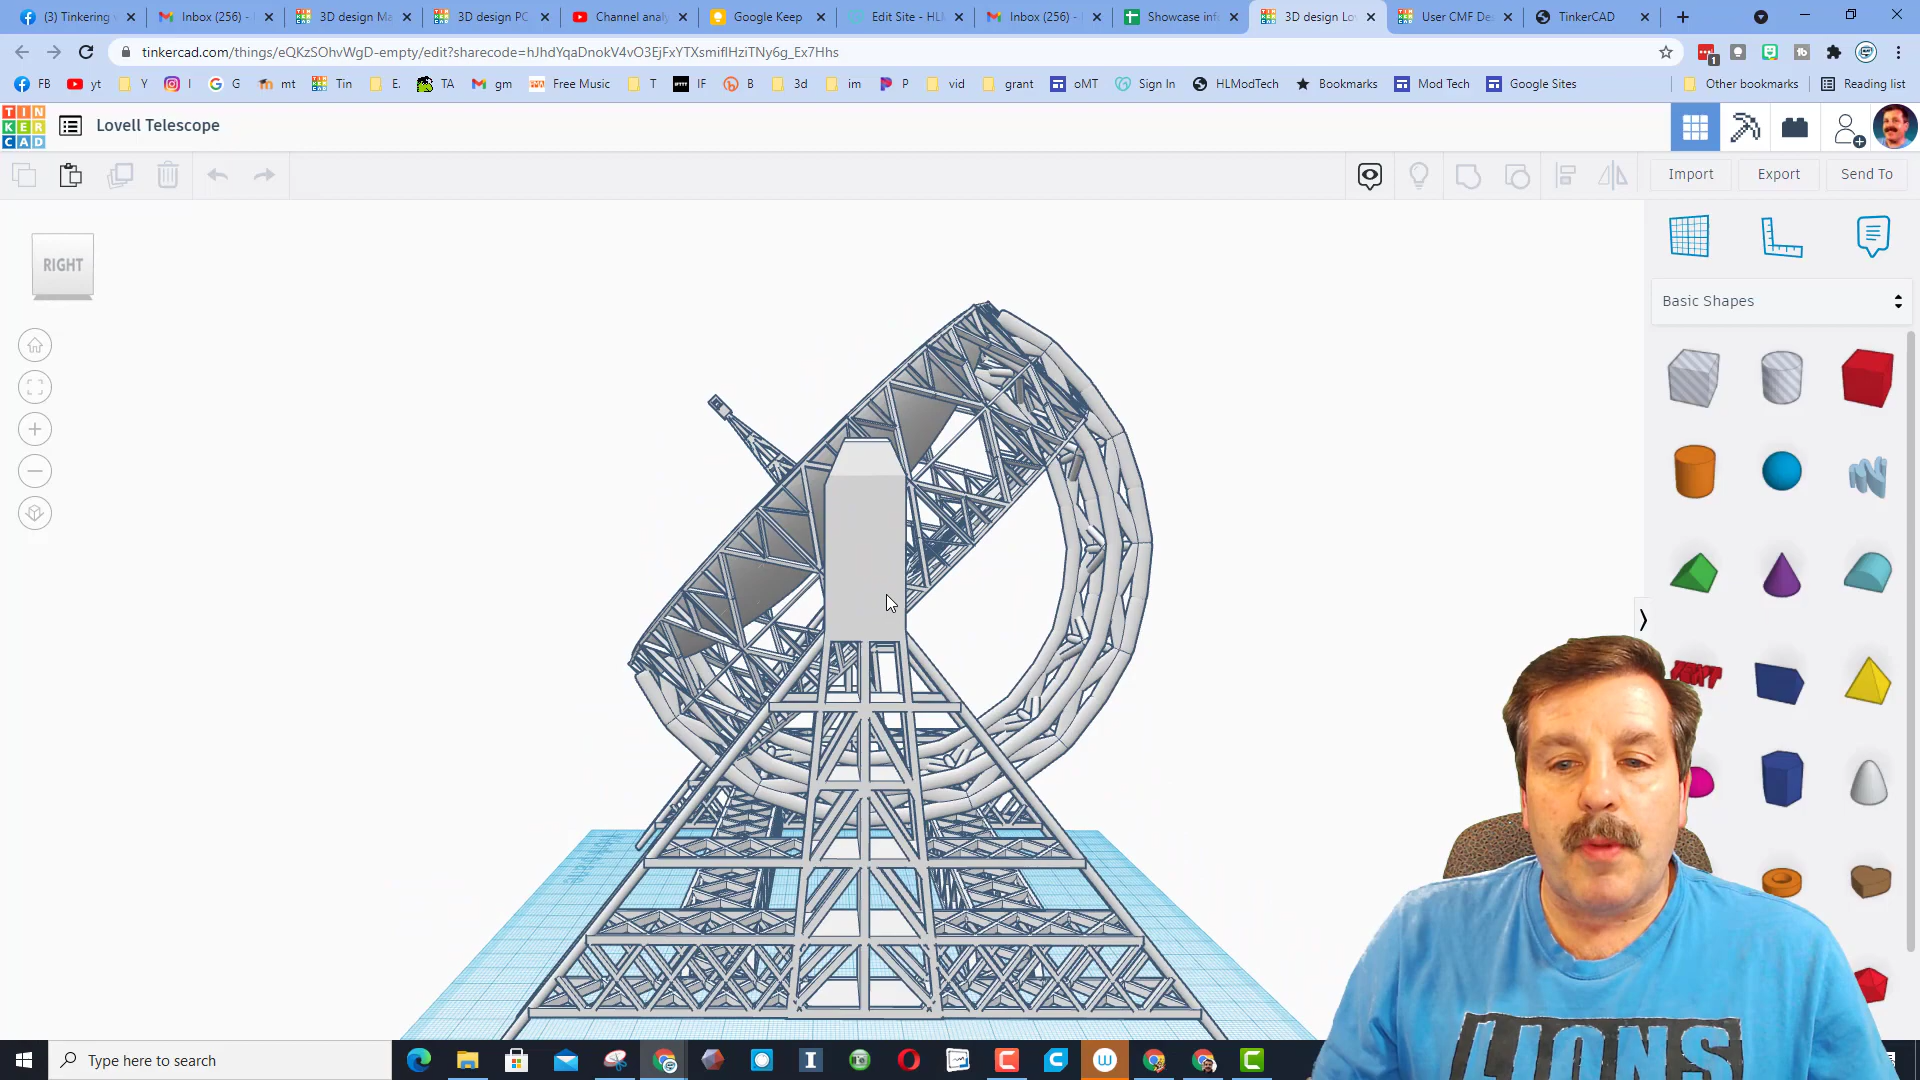 (3) Tinkering
Inbox (256) -
3D design Ma
3D design PC
Channel analy
Google Keep
Edit Site - HL
Inbox (256) -
Showcase inf
3D design Lo
User CMF De
TinkerCAD
tinkercad.com/things/eQKzSOhvWgD-empty/edit?sharecode=hJhdYqaDnokV4vO3EjFxYTXsmiflHziTNy6g_Ex7Hhs
1
FB
yt
Y
I
G
mt
Tin
E.
TA
gm
Free Music
T
IF
B
3d
im
P
vid
grant
oMT
Sign In
HLModTech
Bookmarks
Mod Tech
Google Sites
Other bookmarks
Reading list
TIN
KER
CAD
Lovell Telescope
Import
Export
Send To
RIGHT
Basic Shapes
TEXT
LIONS
Type here to search